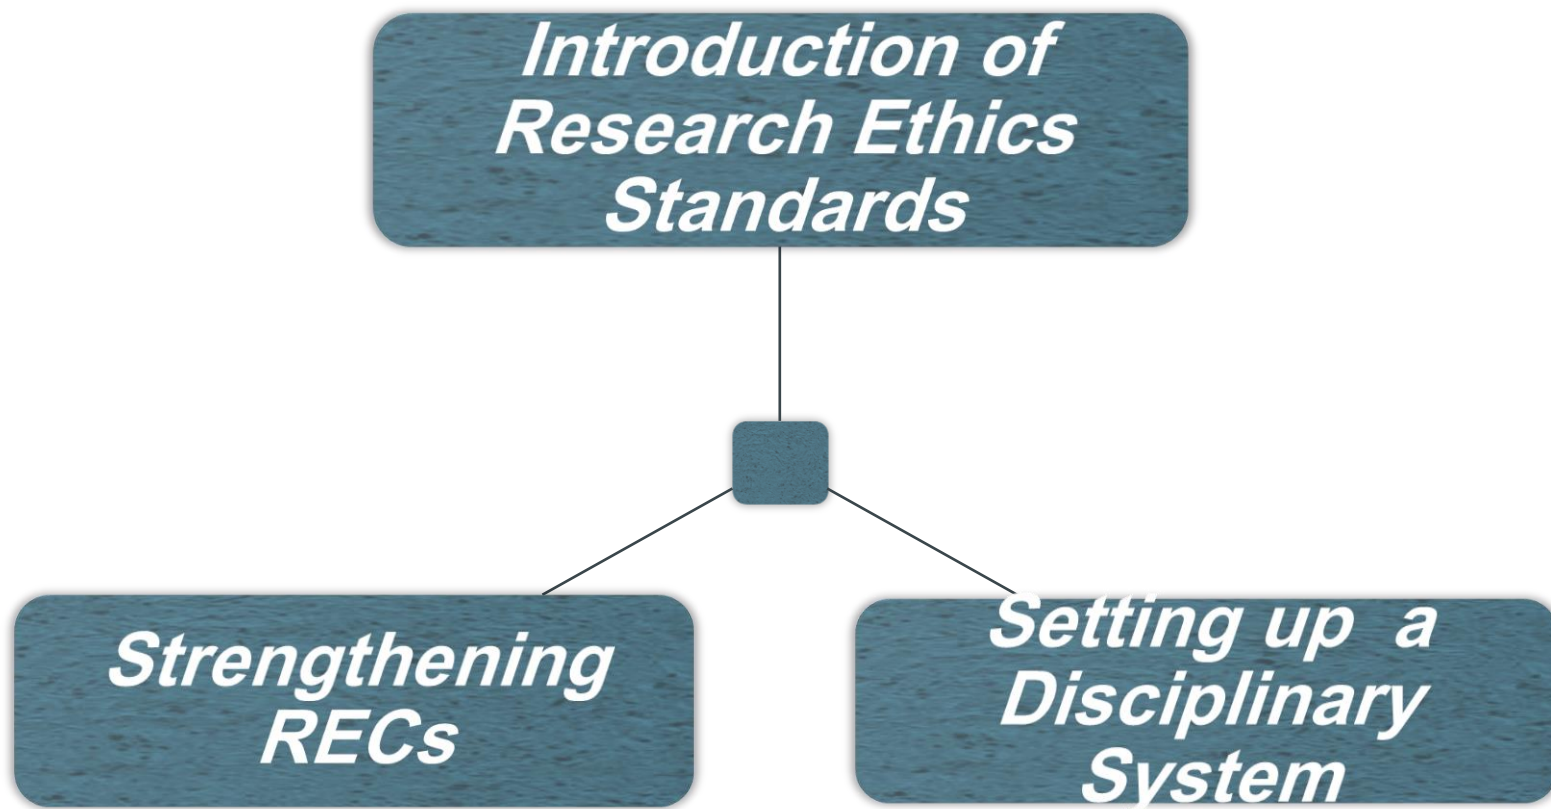 Introduction of
Research Ethics
Standards
Strengthening
RECs
Setting up  a
Disciplinary
System